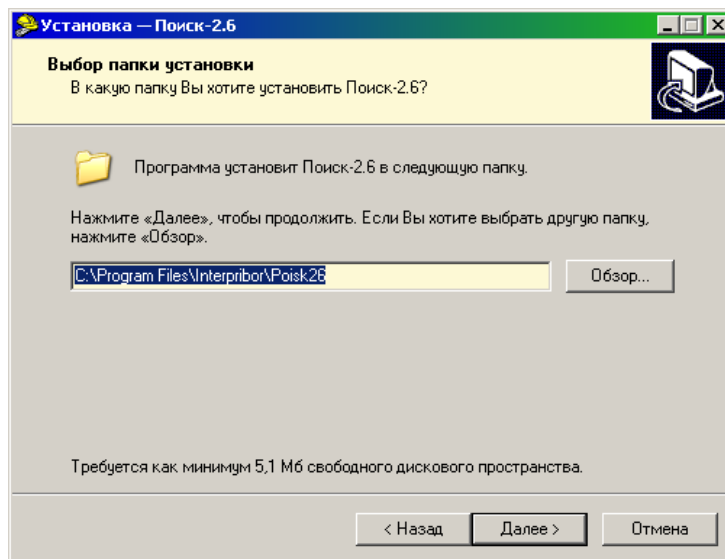 Установка — Поиск-2.6
Выбор папки установки
В какую папку Вы хотите установить Поиск-2.6?
Программа установит Поиск-2.6 в следующую папку.
Нажмите «Далее», чтобы продолжить. Если Вы хотите выбрать другую папку,
нажмите «Обзор».
C:\Program Files\Interpribor\Poisk26
Обзор...
Требуется как минимум 5,1 Мб свободного дискового пространства.
< Назад
Далее >
Отмена